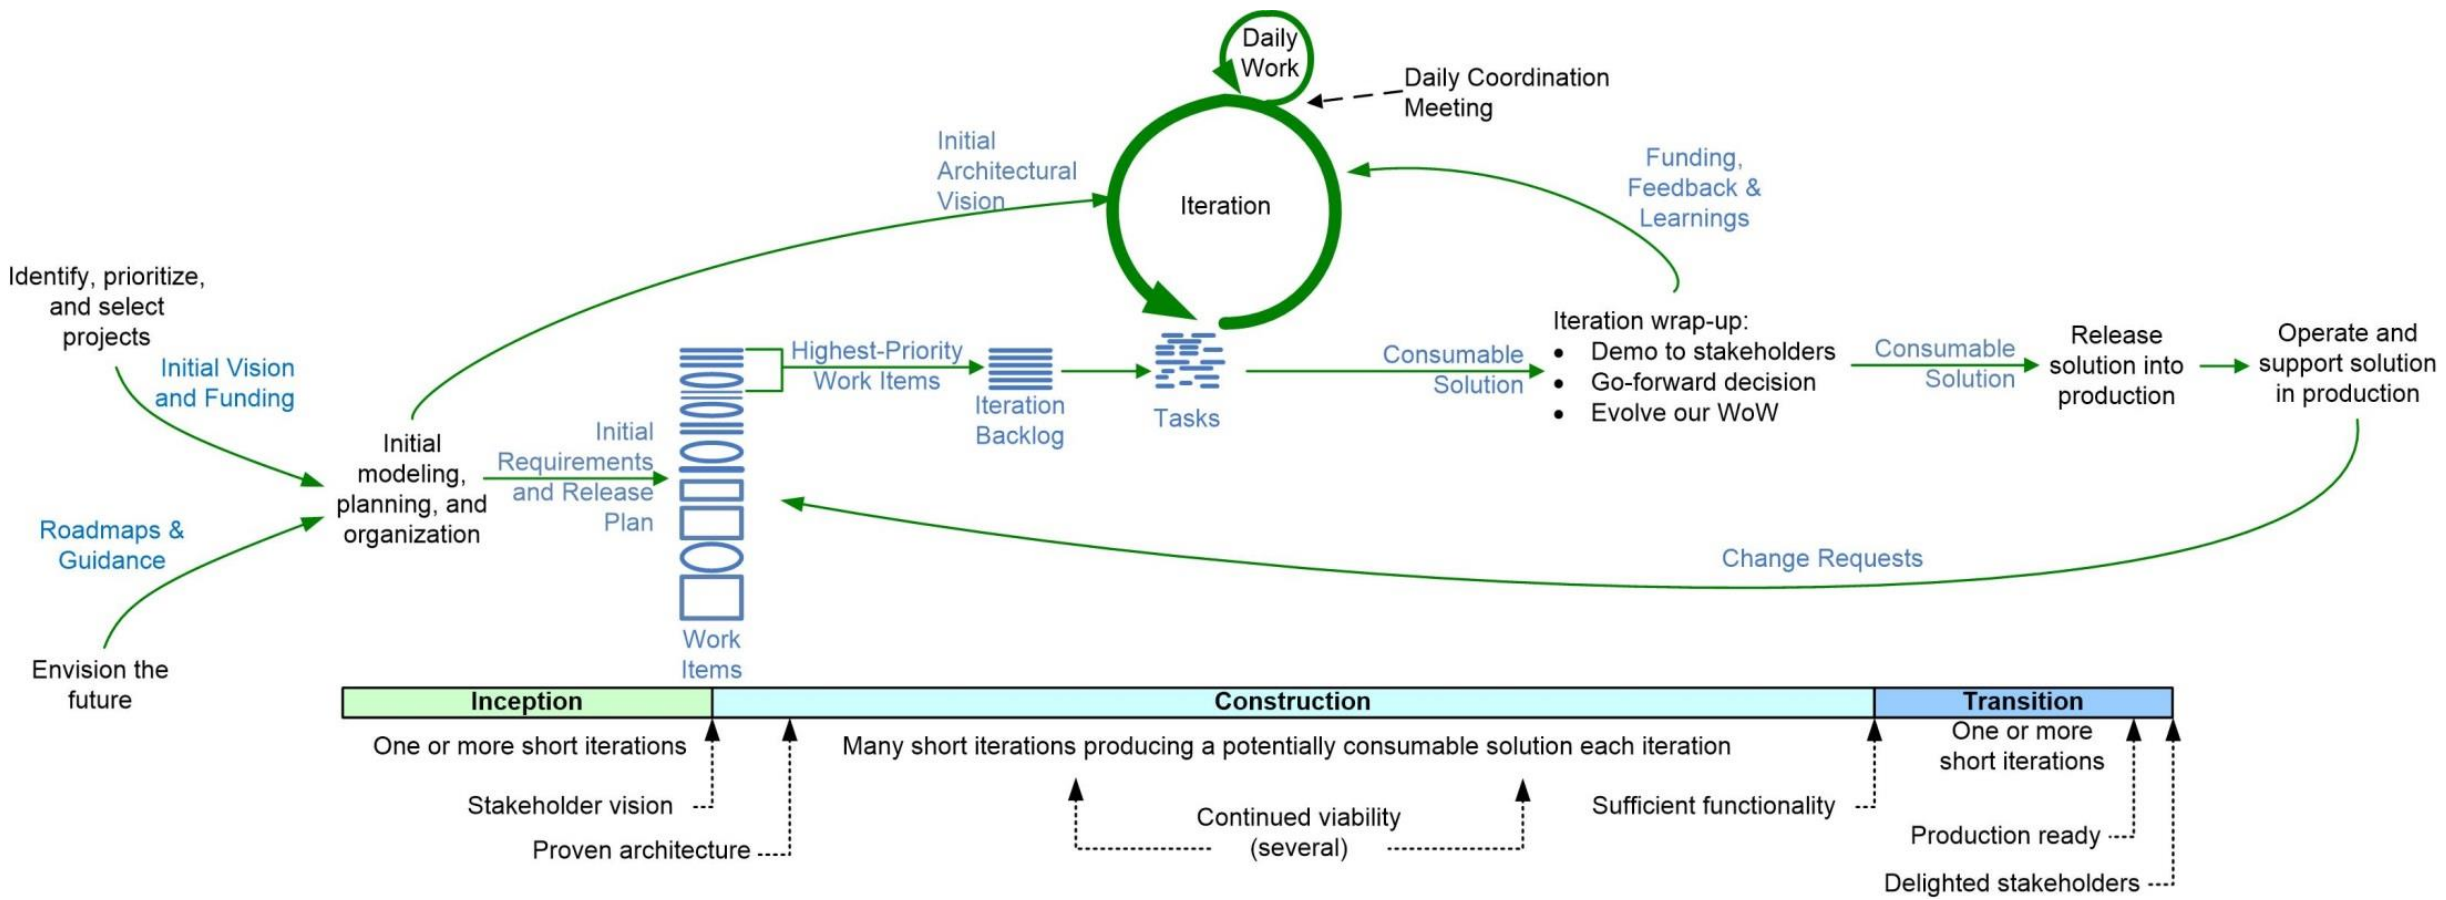 Daily
Work
Daily Coordination
Meeting
Initial
Architectural
Vision
Iteration
Funding,
Feedback &
Learnings
Identify, prioritize,
and select
projects
Initial Vision
and Funding
Roadmaps &
Guidance
Envision the
future
Initial
modeling,
planning, and
organization
Initial
Requirements
and Release
Plan
Work
Items
Highest-Priority
Work Items
Iteration
Backlog
Tasks
Consumable
Solution
Iteration wrap-up:
• Demo to stakeholders
• Go-forward decision
• Evolve our WoW
Consumable
Solution
Release
solution into
production
Operate and
support solution
in production
Change Requests
Inception
Construction
Transition
One or more short iterations
Many short iterations producing a potentially consumable solution each iteration
One or more
short iterations
Stakeholder vision
Proven architecture
Continued viability
(several)
Sufficient functionality
Production ready
Delighted stakeholders